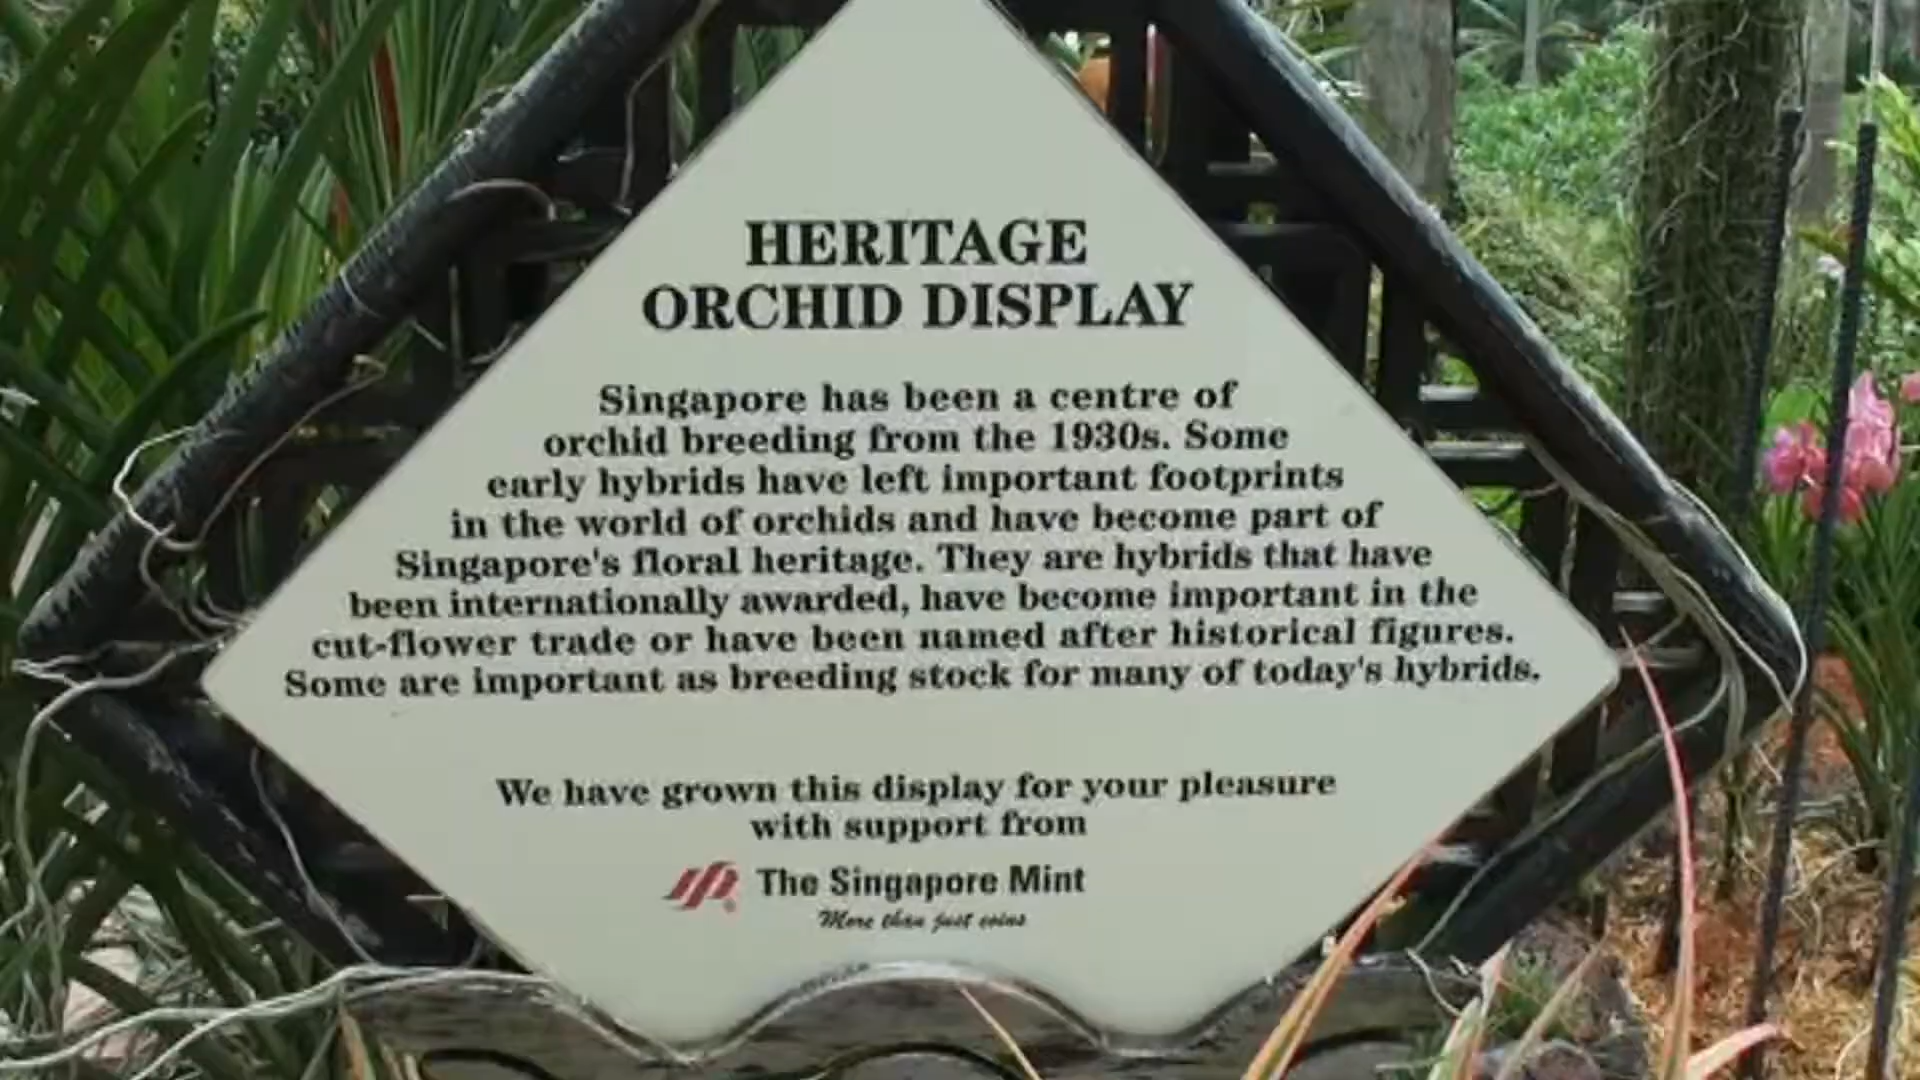 HERITAGE
ORCHID DISPLAY
Singapore has been a centre of
orchid breeding from the 1930s. Some
early hybrids have left important footprints
in the world of orchids and have become part of
Singapore's floral heritage. They are hybrids that have
been internationally awarded, have become important in the
cut-flower trade or have been named after historical figures.
Some are important as breeding stock for many of today's hybrids.
We have grown this display for your pleasure
with support from
The Singapore Mint
More than just coins